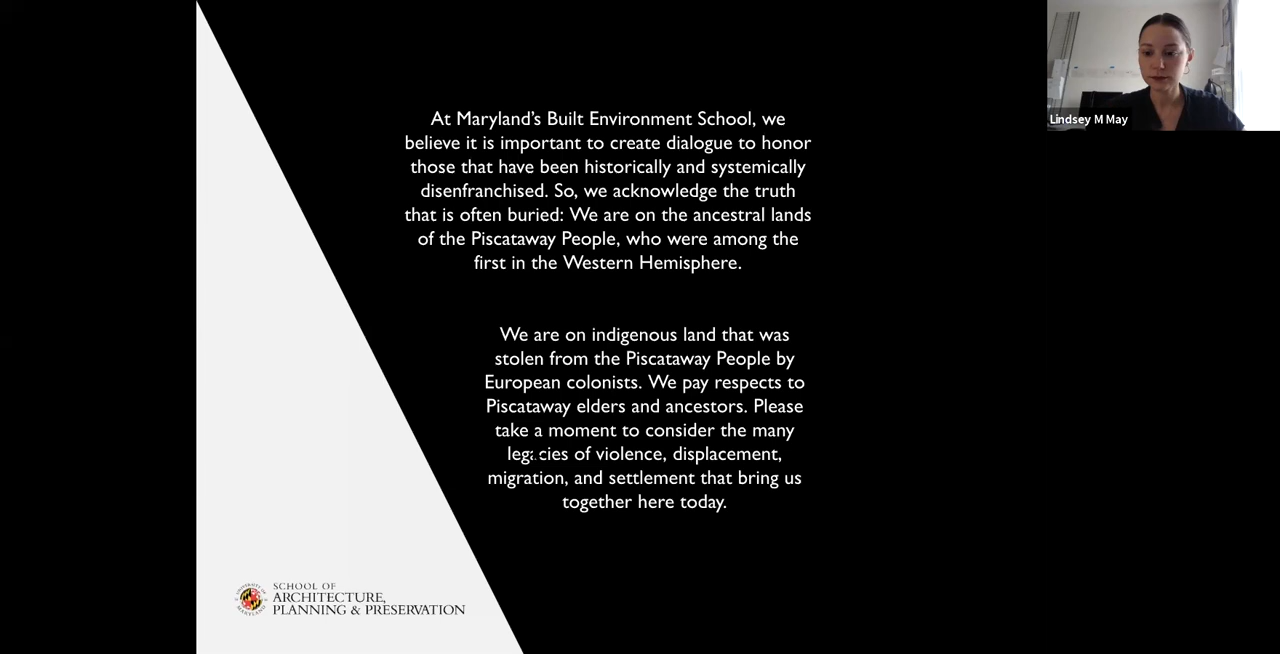 At Maryland's Built Environment School, we
believe it is important to create dialogue to honor
those that have been historically and systemically
disenfranchised. So, we acknowledge the truth
that is often buried: We are on the ancestral lands
of the Piscataway People, who were among the
first in the Western Hemisphere.
We are on indigenous land that was
stolen from the Piscataway People by
European colonists. We pay respects to
Piscataway elders and ancestors. Please
take a moment to consider the many
legacies of violence, displacement,
migration, and settlement that bring us
together here today.
Lindsey M May
UNIVERSITY OF MARYLAND
SCHOOL OF
ARCHITECTURE,
PLANNING & PRESERVATION